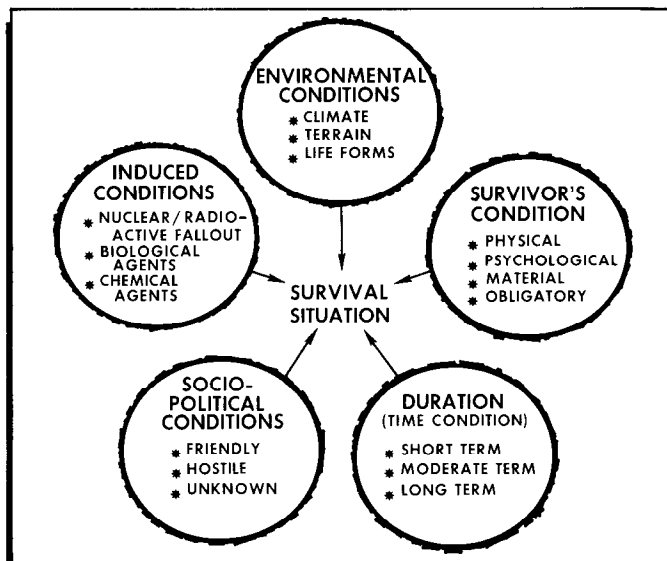 ENVIRONMENTAL
CONDITIONS
* CLIMATE
* TERRAIN
* LIFE FORMS
INDUCED
CONDITIONS
* NUCLEAR/RADIO-
ACTIVE FALLOUT
* BIOLOGICAL
AGENTS
* CHEMICAL
AGENTS
SURVIVOR'S
CONDITION
* PHYSICAL
* PSYCHOLOGICAL
* MATERIAL
* OBLIGATORY
SURVIVAL
SITUATION
SOCIO-
POLITICAL
CONDITIONS
* FRIENDLY
* HOSTILE
* UNKNOWN
DURATION
(TIME CONDITION)
* SHORT TERM
* MODERATE TERM
* LONG TERM